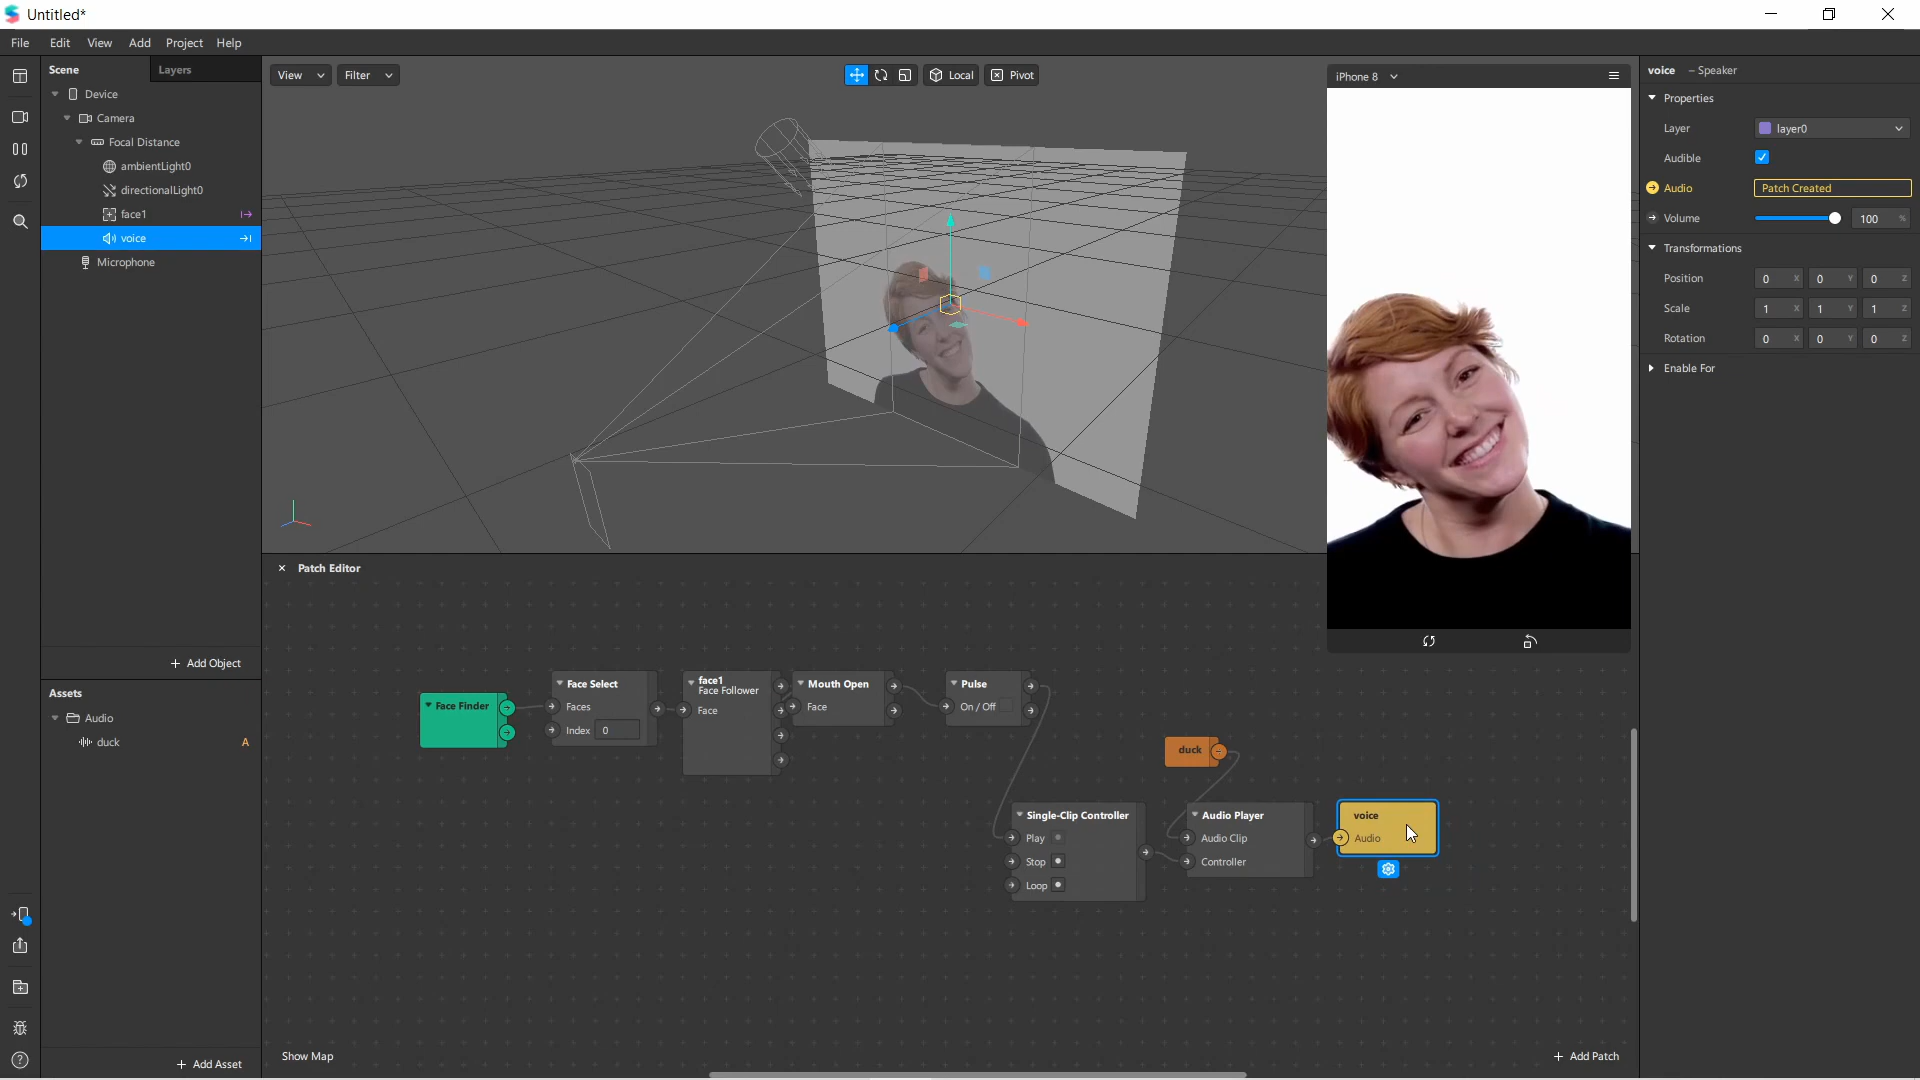 Untitled*
File Edit View Add Project Help
Scene Layers
Device
Camera
Focal Distance
ambientLight0
directionalLight0
face1
voice
Microphone
+ Add Object
Assets
Audio
duck A
+ Add Asset
View Filter
Local Pivot
iPhone 8
voice – Speaker
Properties
Layer layer0
Audible
Audio Patch Created
Volume 100 %
Transformations
Position 0 X 0 Y 0 Z
Scale 1 X 1 Y 1 Z
Rotation 0 X 0 Y 0 Z
Enable For
× Patch Editor
Face Finder
Face Select
Faces
Index 0
face1
Face Follower
Face
Mouth Open
Face
Pulse
On / Off
duck
Single-Clip Controller
Play
Stop
Loop
Audio Player
Audio Clip
Controller
voice
Audio
Show Map
+ Add Patch